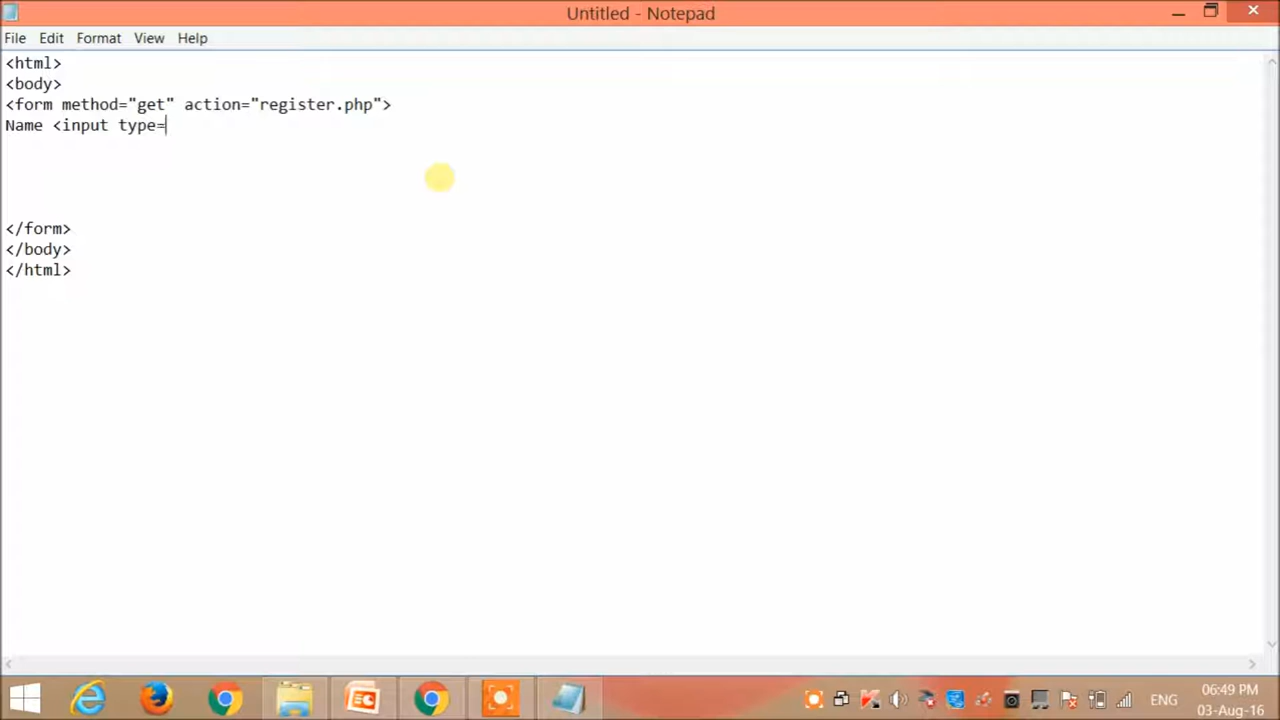 Untitled - Notepad
File Edit Format View Help
<html>
<body>
<form method="get" action="register.php">
Name <input type=
</form>
</body>
</html>
ENG
06:49 PM
03-Aug-16